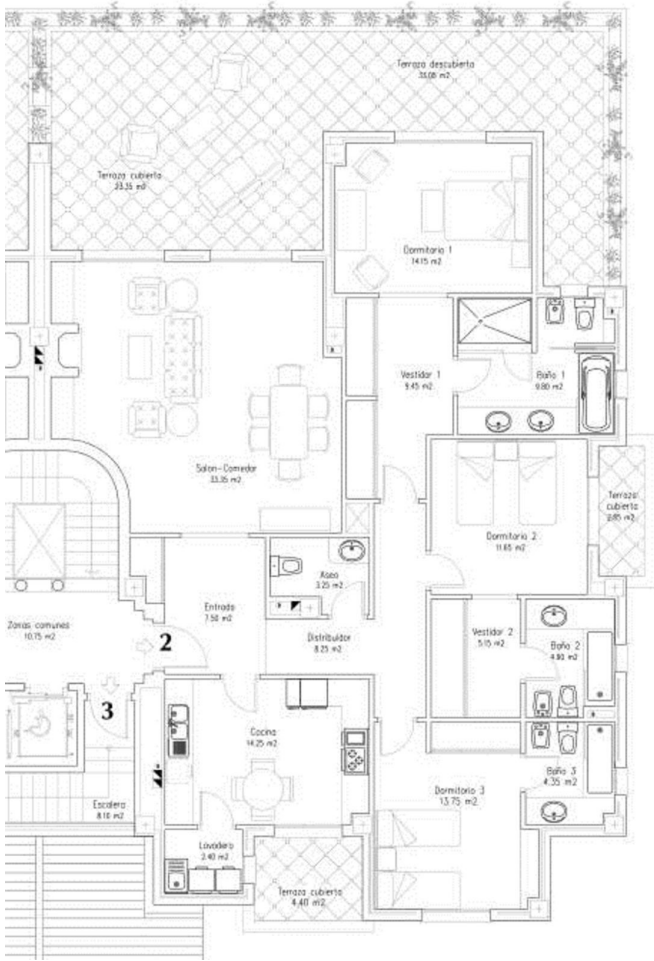 Terraza descubierta
33.08 m2
Terraza cubierta
23.35 m2
Dormitorio 1
14.15 m2
Vestidor 1
9.45 m2
Baño 1
9.80 m2
Salon-Comedor
33.35 m2
Dormitorio 2
11.85 m2
Terraza
cubierta
2.85 m2
Aseo
3.25 m2
Entrada
7.50 m2
Zonas comunes
10.75 m2
2
Distribuidor
8.25 m2
Vestidor 2
5.15 m2
Baño 2
4.80 m2
3
Cocina
14.25 m2
Escalera
8.10 m2
Dormitorio 3
13.75 m2
Baño 3
4.35 m2
Lavadero
3.40 m2
Terraza cubierta
4.40 m2